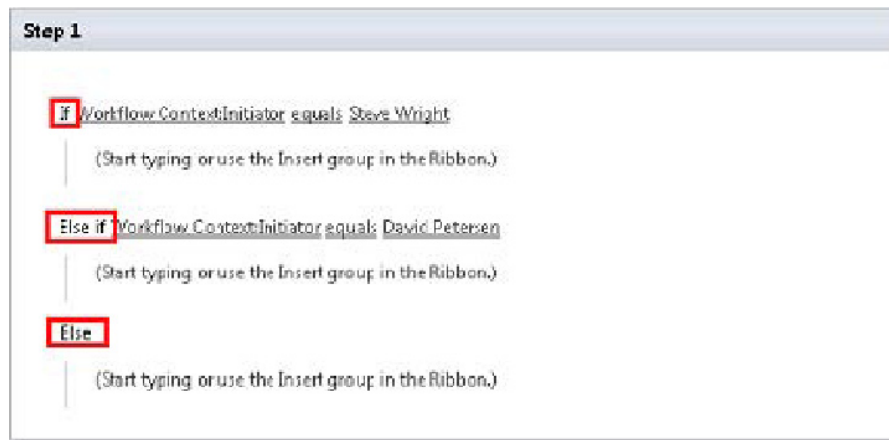 Step 1
If Workflow Context:Initiator equals Steve Wright
(Start typing or use the Insert group in the Ribbon.)
Else if Workflow Context:Initiator equals David Petersen
(Start typing or use the Insert group in the Ribbon.)
Else
(Start typing or use the Insert group in the Ribbon.)